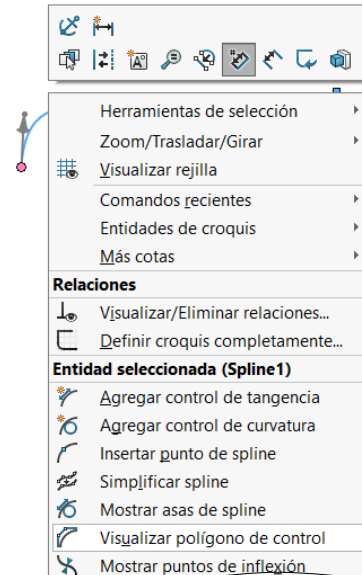 Herramientas de selección
Zoom/Trasladar/Girar
Visualizar rejilla
Comandos recientes
Entidades de croquis
Más cotas
Relaciones
Visualizar/Eliminar relaciones...
Definir croquis completamente...
Entidad seleccionada (Spline1)
Agregar control de tangencia
Agregar control de curvatura
Insertar punto de spline
Simplificar spline
Mostrar asas de spline
Visualizar polígono de control
Mostrar puntos de inflexión